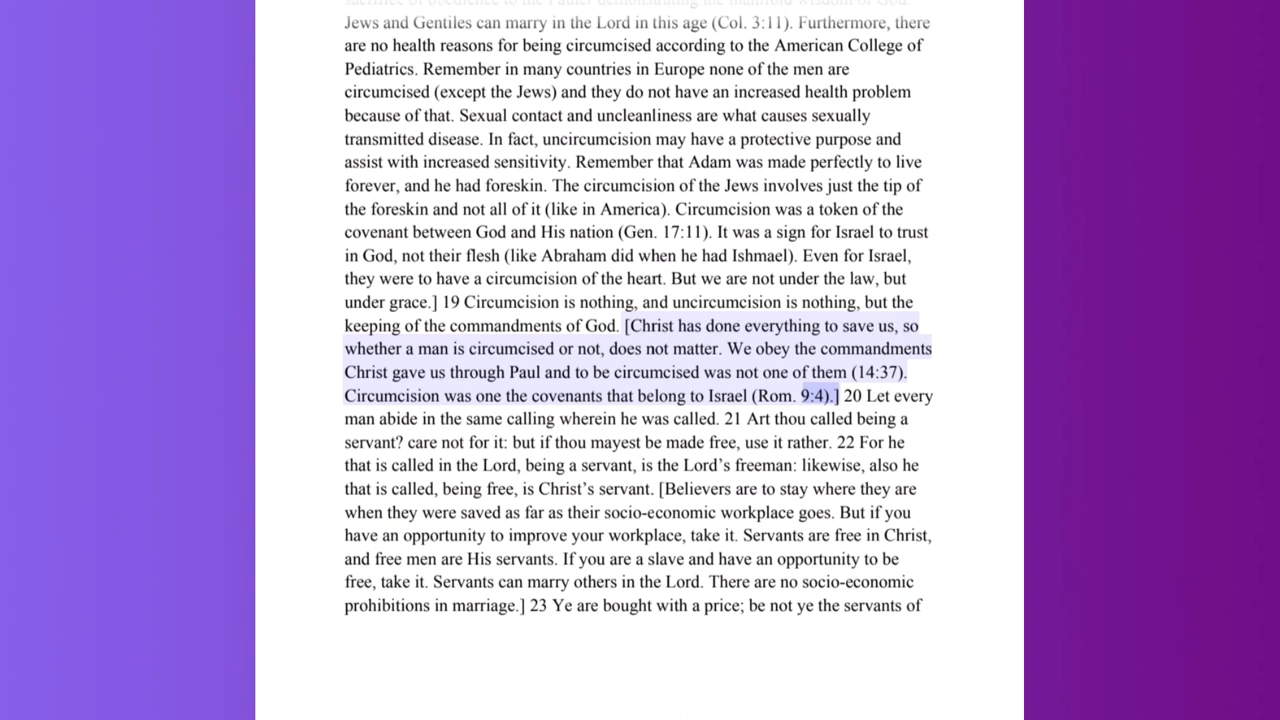 Jews and Gentiles can marry in the Lord in this age (Col. 3:11). Furthermore, there
are no health reasons for being circumcised according to the American College of
Pediatrics. Remember in many countries in Europe none of the men are
circumcised (except the Jews) and they do not have an increased health problem
because of that. Sexual contact and uncleanliness are what causes sexually
transmitted disease. In fact, uncircumcision may have a protective purpose and
assist with increased sensitivity. Remember that Adam was made perfectly to live
forever, and he had foreskin. The circumcision of the Jews involves just the tip of
the foreskin and not all of it (like in America). Circumcision was a token of the
covenant between God and His nation (Gen. 17:11). It was a sign for Israel to trust
in God, not their flesh (like Abraham did when he had Ishmael). Even for Israel,
they were to have a circumcision of the heart. But we are not under the law, but
under grace.] 19 Circumcision is nothing, and uncircumcision is nothing, but the
keeping of the commandments of God. [Christ has done everything to save us, so
whether a man is circumcised or not, does not matter. We obey the commandments
Christ gave us through Paul and to be circumcised was not one of them (14:37).
Circumcision was one the covenants that belong to Israel (Rom. 9:4).] 20 Let every
man abide in the same calling wherein he was called. 21 Art thou called being a
servant? care not for it: but if thou mayest be made free, use it rather. 22 For he
that is called in the Lord, being a servant, is the Lord’s freeman: likewise, also he
that is called, being free, is Christ’s servant. [Believers are to stay where they are
when they were saved as far as their socio-economic workplace goes. But if you
have an opportunity to improve your workplace, take it. Servants are free in Christ,
and free men are His servants. If you are a slave and have an opportunity to be
free, take it. Servants can marry others in the Lord. There are no socio-economic
prohibitions in marriage.] 23 Ye are bought with a price; be not ye the servants of